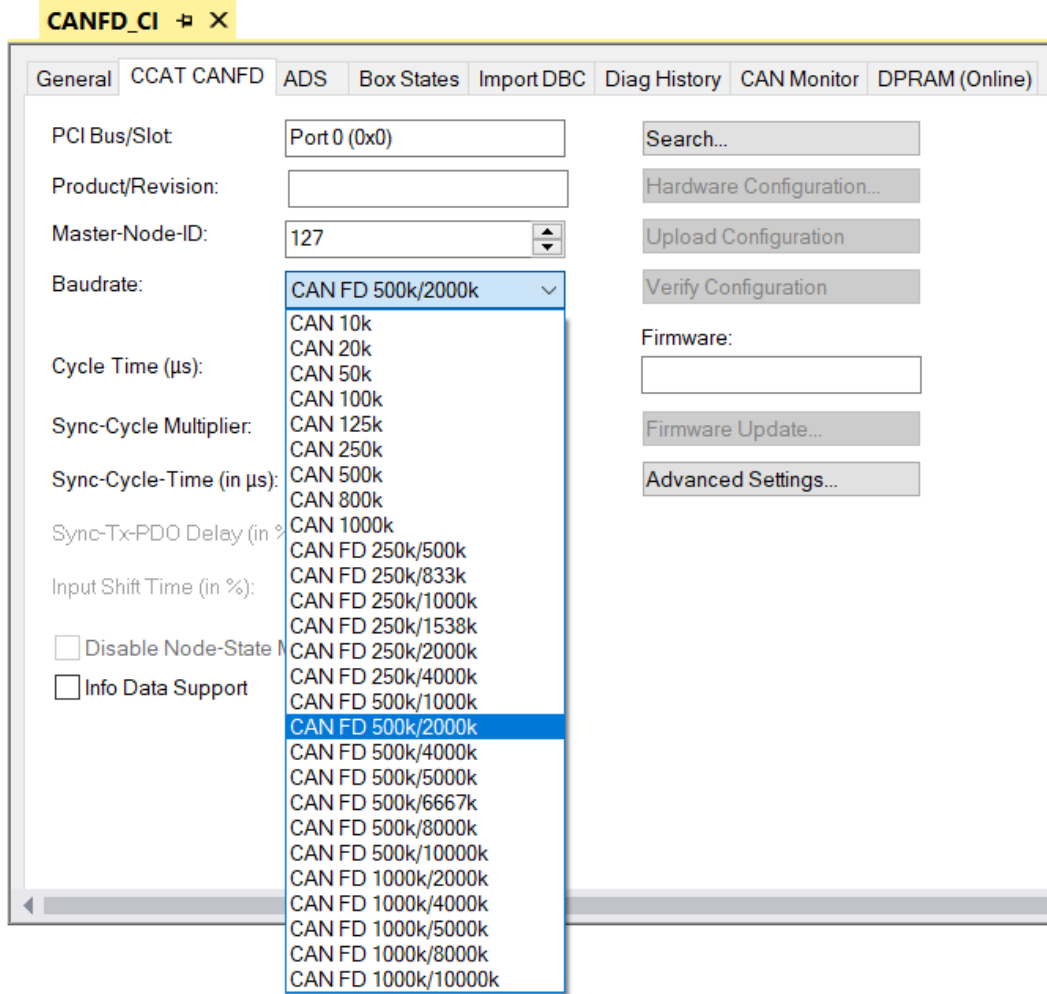 CANFD_CI
General CCAT CANFD ADS Box States Import DBC Diag History CAN Monitor DPRAM (Online)
PCI Bus/Slot: Port 0 (0x0) Search...
Product/Revision: Hardware Configuration...
Master-Node-ID: 127 Upload Configuration
Baudrate: CAN FD 500k/2000k Verify Configuration
CAN 10k
Firmware:
CAN 20k
Cycle Time (µs): CAN 50k
CAN 100k
Sync-Cycle Multiplier: CAN 125k Firmware Update...
CAN 250k
Sync-Cycle-Time (in µs): CAN 500k Advanced Settings...
CAN 800k
Sync-Tx-PDO Delay (in CAN 1000k
CAN FD 250k/500k
Input Shift Time (in %): CAN FD 250k/833k
CAN FD 250k/1000k
CAN FD 250k/1538k
Disable Node-State CAN FD 250k/2000k
CAN FD 250k/4000k
Info Data Support CAN FD 500k/1000k
CAN FD 500k/2000k
CAN FD 500k/4000k
CAN FD 500k/5000k
CAN FD 500k/6667k
CAN FD 500k/8000k
CAN FD 500k/10000k
CAN FD 1000k/2000k
CAN FD 1000k/4000k
CAN FD 1000k/5000k
CAN FD 1000k/8000k
CAN FD 1000k/10000k